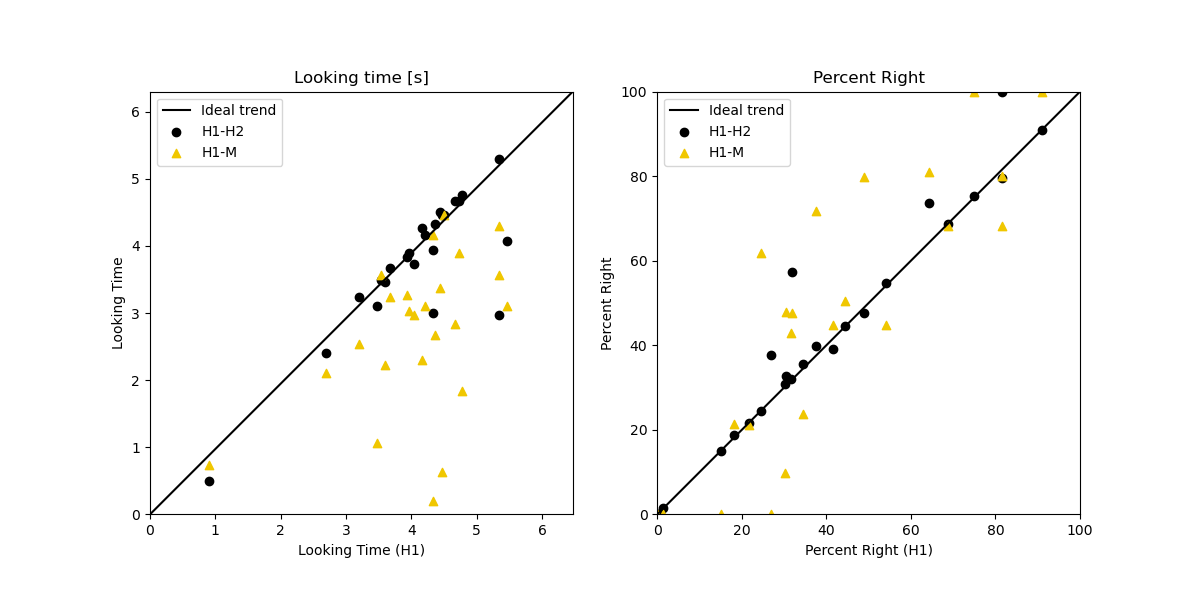 Looking time [s]
Ideal trend
H1-H2
H1-M
6
5
4
3
2
1
0
0 1 2 3 4 5 6
Looking Time
Looking Time (H1)
Percent Right
Ideal trend
H1-H2
H1-M
100
80
60
40
20
0
0 20 40 60 80 100
Percent Right
Percent Right (H1)